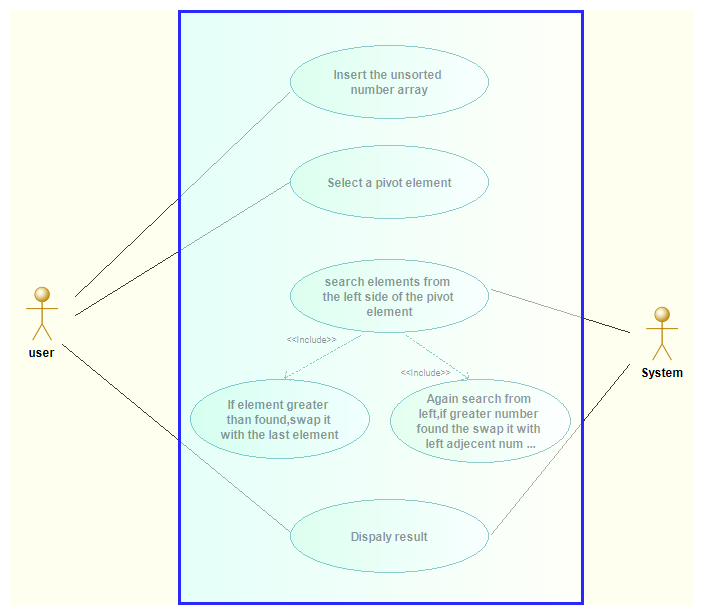 Insert the unsorted
number array
Select a pivot element
search elements from
the left side of the pivot
element
user
System
<<Include>>
<<Include>>
If element greater
than found,swap it
with the last element
Again search from
left,if greater number
found the swap it with
left adjecent num ...
Dispaly result